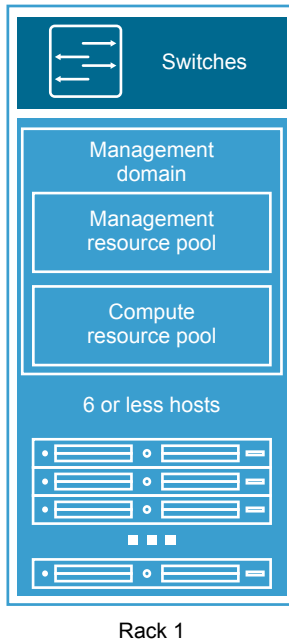 Switches
Management
domain
Management
resource pool
Compute
resource pool
6 or less hosts
Rack 1